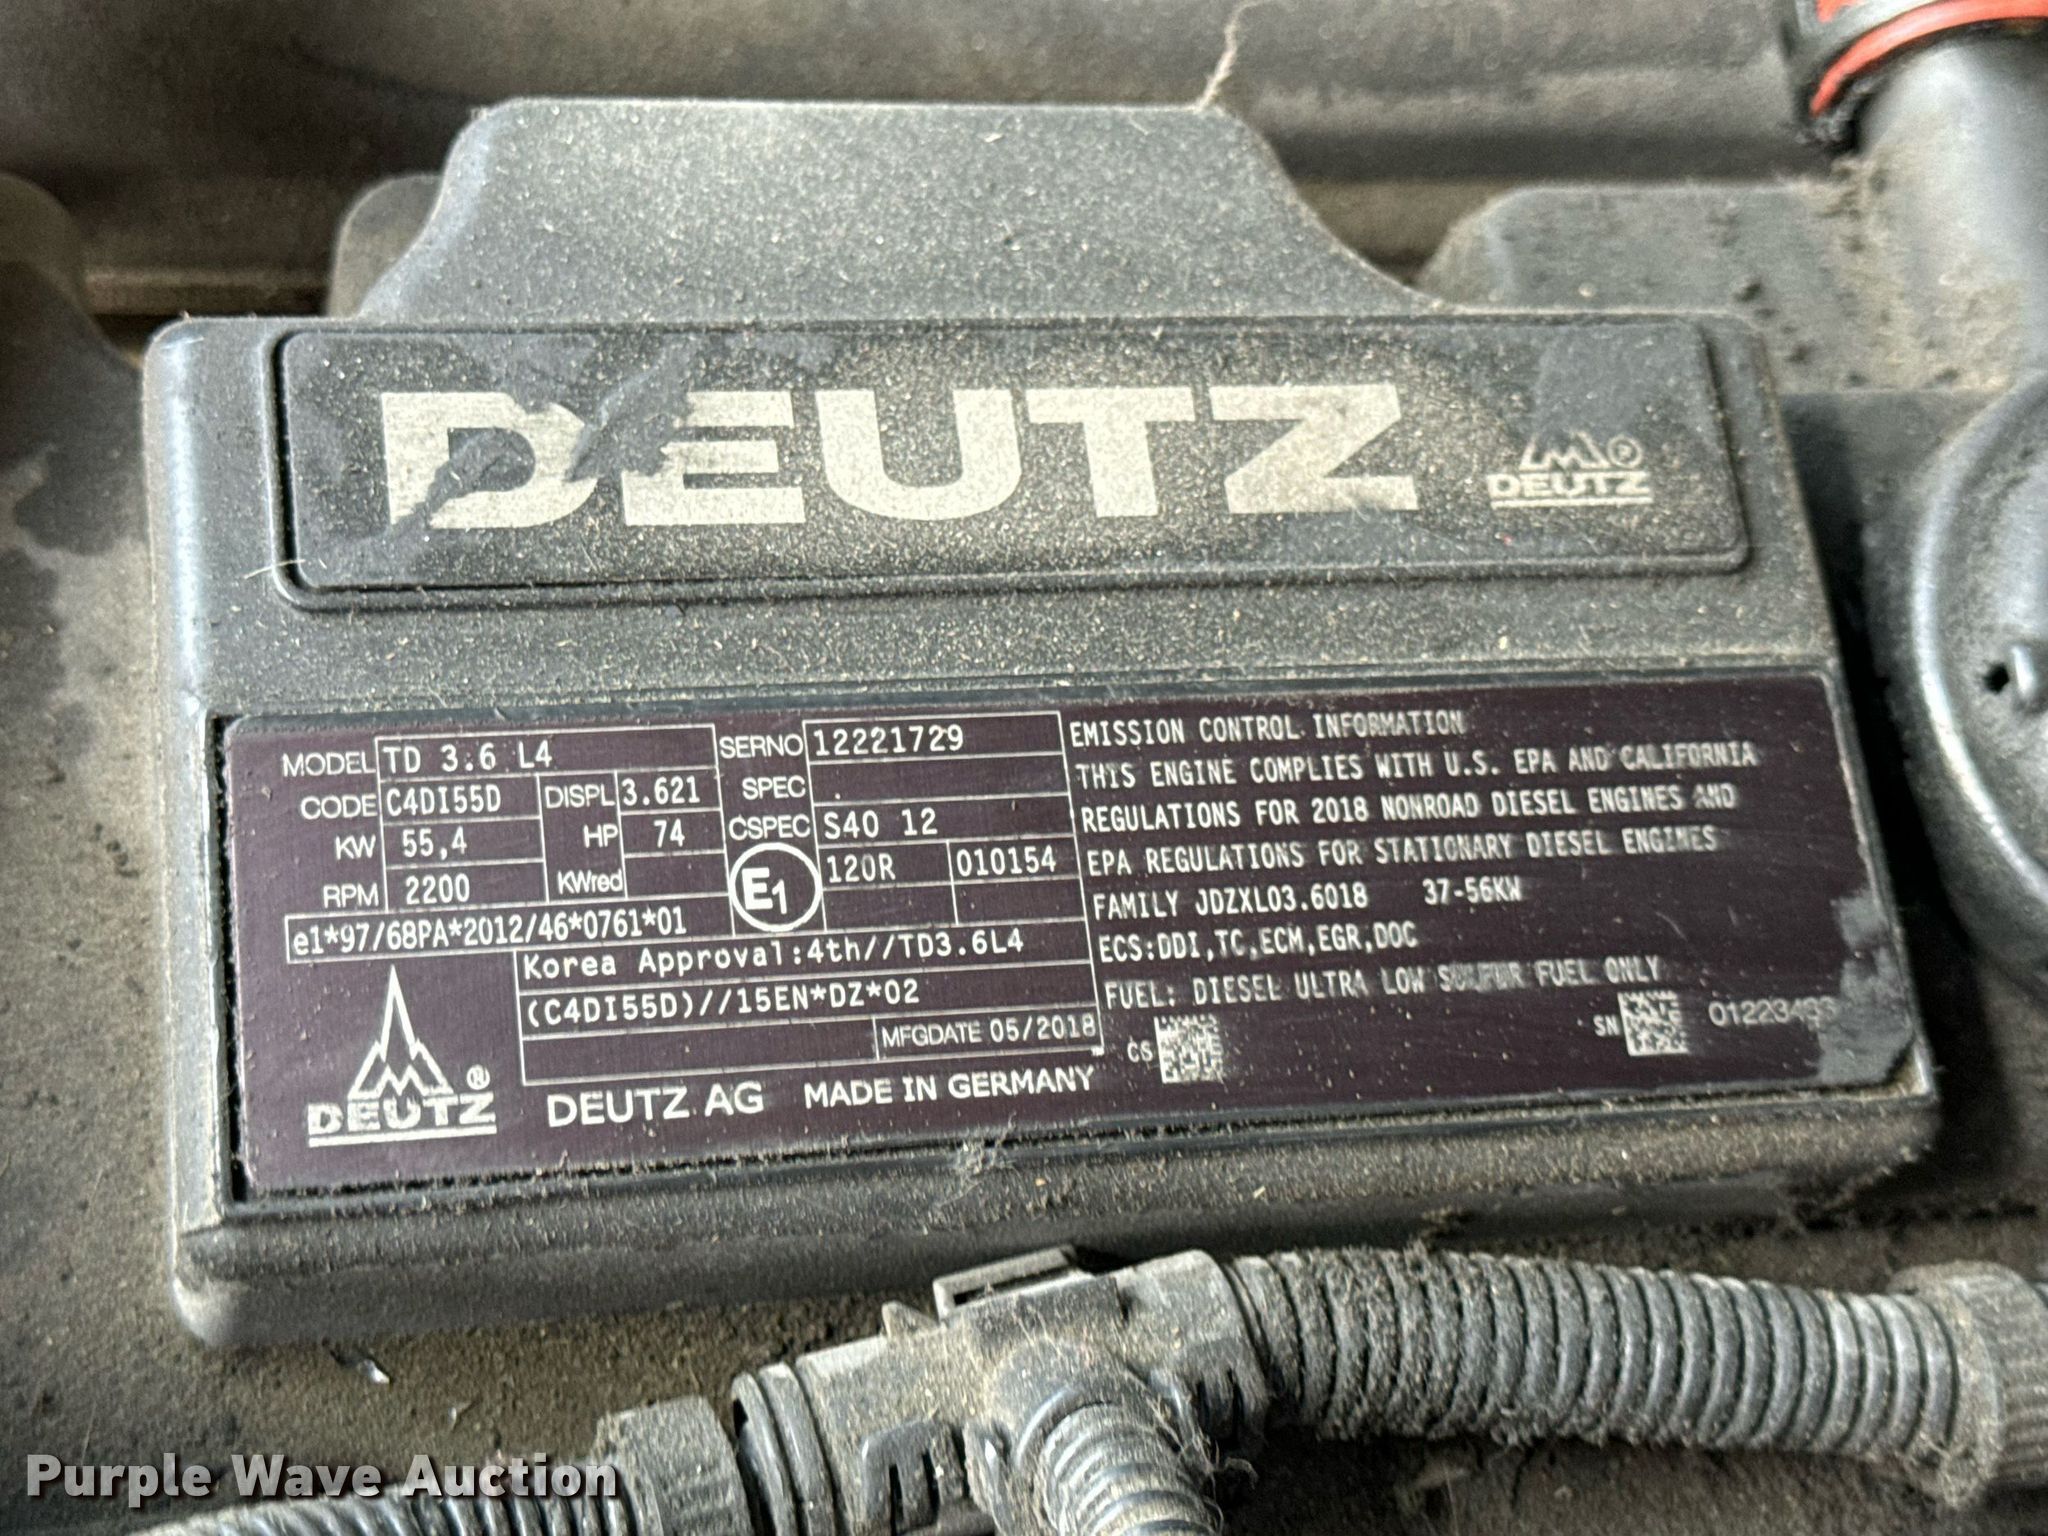 DEUTZ
DEUTZ ®
MODEL TD 3.6 L4
CODE C4DI55D DISPL 3.621
KW 55,4 HP 74
RPM 2200 KWred
e1*97/68PA*2012/46*0761*01
SERNO 12221729
SPEC
CSPEC S40 12
E1 120R 010154
Korea Approval:4th//TD3.6L4
(C4DI55D)//15EN*DZ*02
MFGDATE 05/2018
DEUTZ ®
DEUTZ AG MADE IN GERMANY
EMISSION CONTROL INFORMATION
THIS ENGINE COMPLIES WITH U.S. EPA AND CALIFORNIA
REGULATIONS FOR 2018 NONROAD DIESEL ENGINES AND
EPA REGULATIONS FOR STATIONARY DIESEL ENGINES
FAMILY JDZXL03.6018 37-56KW
ECS:DDI,TC,ECM,EGR,DOC
FUEL: DIESEL ULTRA LOW SULFUR FUEL ONLY
CS SN
Purple Wave Auction